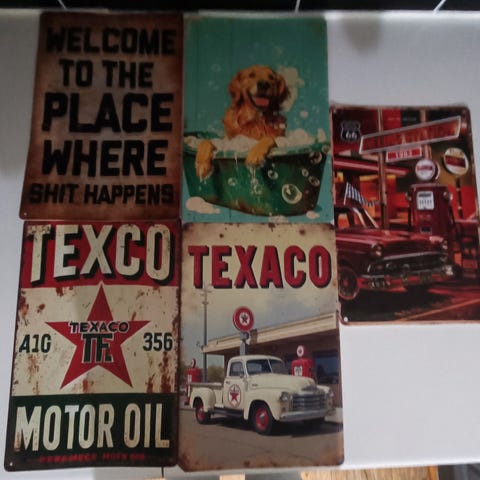 WELCOME
TO THE
PLACE
WHERE
SHIT HAPPENS
66
TEXCO
TEXACO
TF
410
356
MOTOR OIL
TEXACO